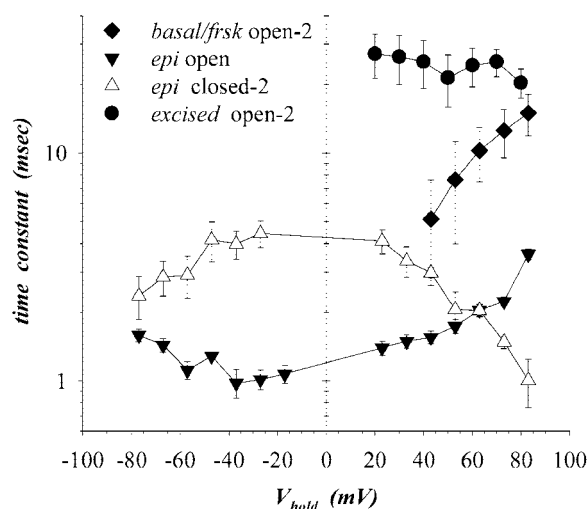 basal/frsk open-2
epi open
epi closed-2
excised open-2
time constant (msec)
10
1
-100 -80 -60 -40 -20 0 20 40 60 80 100
V_hold (mV)